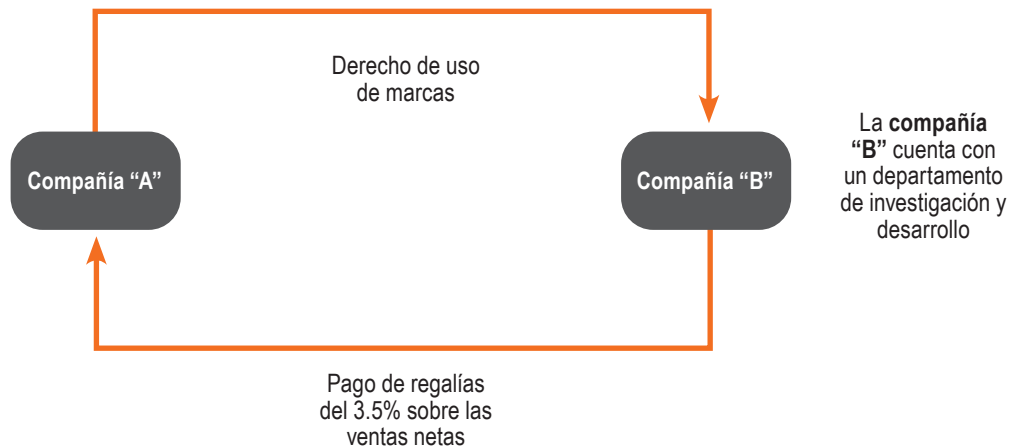 Derecho de uso
de marcas
Compañía “A”
Compañía “B”
La compañía
“B” cuenta con
un departamento
de investigación y
desarrollo
Pago de regalías
del 3.5% sobre las
ventas netas